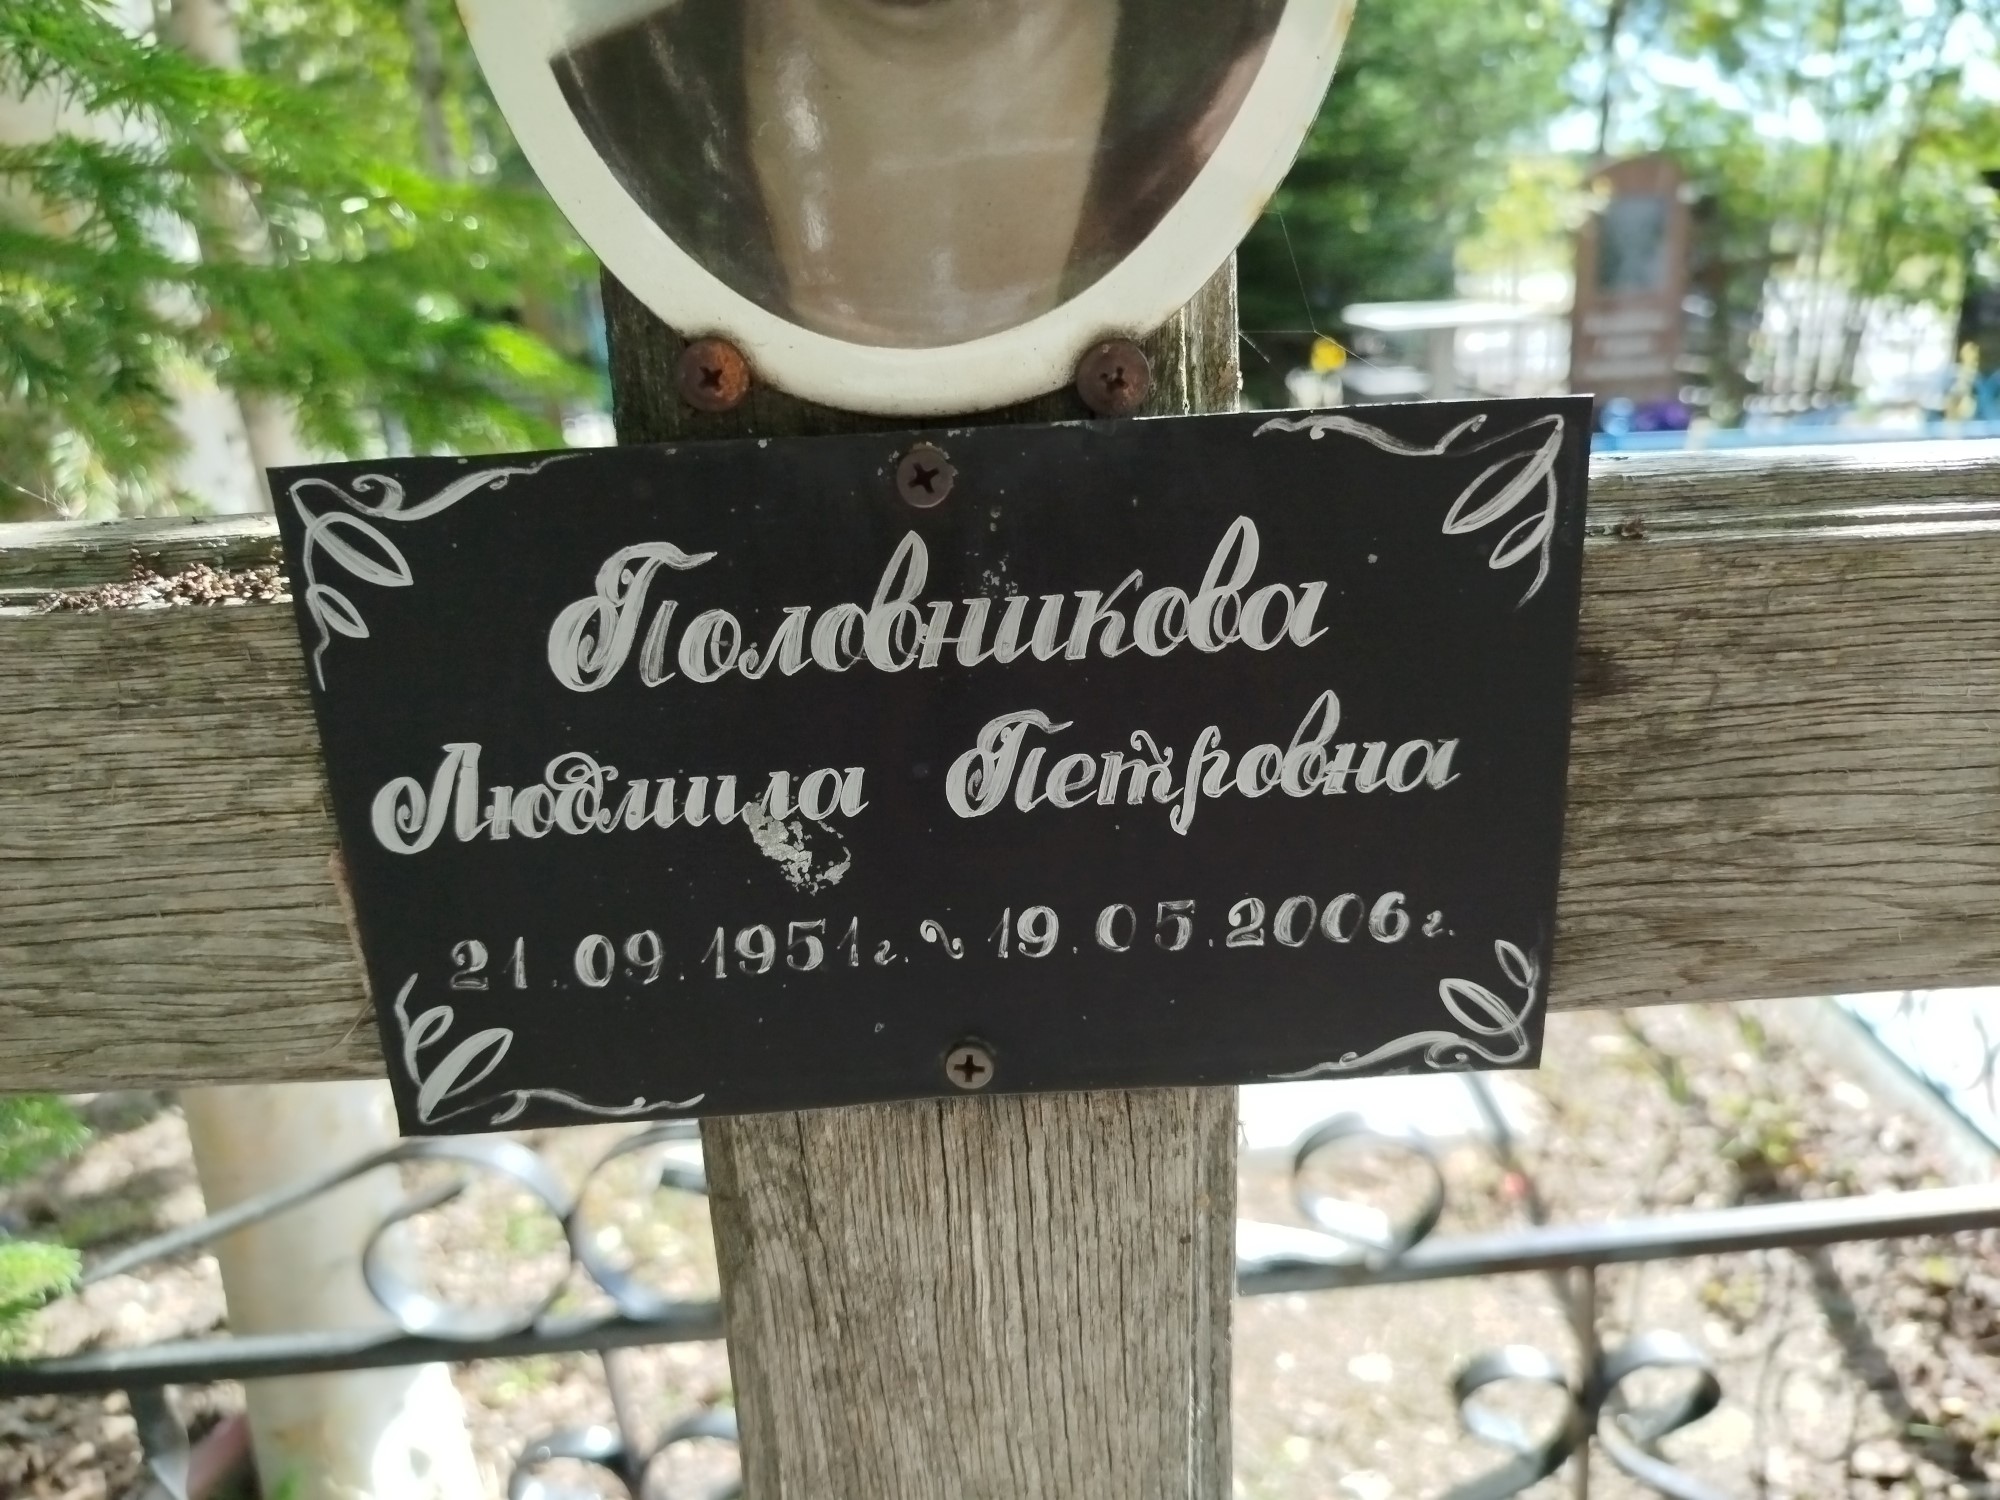 Половникова
Людмила Петровна
21.09.1951г. ~ 19.05.2006г.